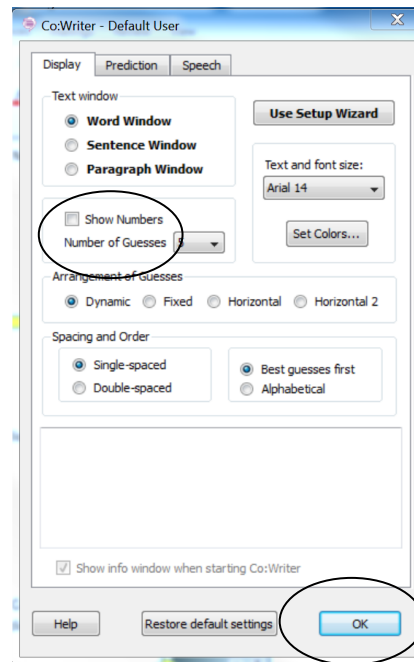 Co:Writer - Default User
Display Prediction Speech
Text window
Word Window
Sentence Window
Paragraph Window
Use Setup Wizard
Text and font size:
Arial 14
Set Colors...
Show Numbers
Number of Guesses
Arrangement of Guesses
Dynamic Fixed Horizontal Horizontal 2
Spacing and Order
Single-spaced
Double-spaced
Best guesses first
Alphabetical
Show info window when starting Co:Writer
Help Restore default settings OK